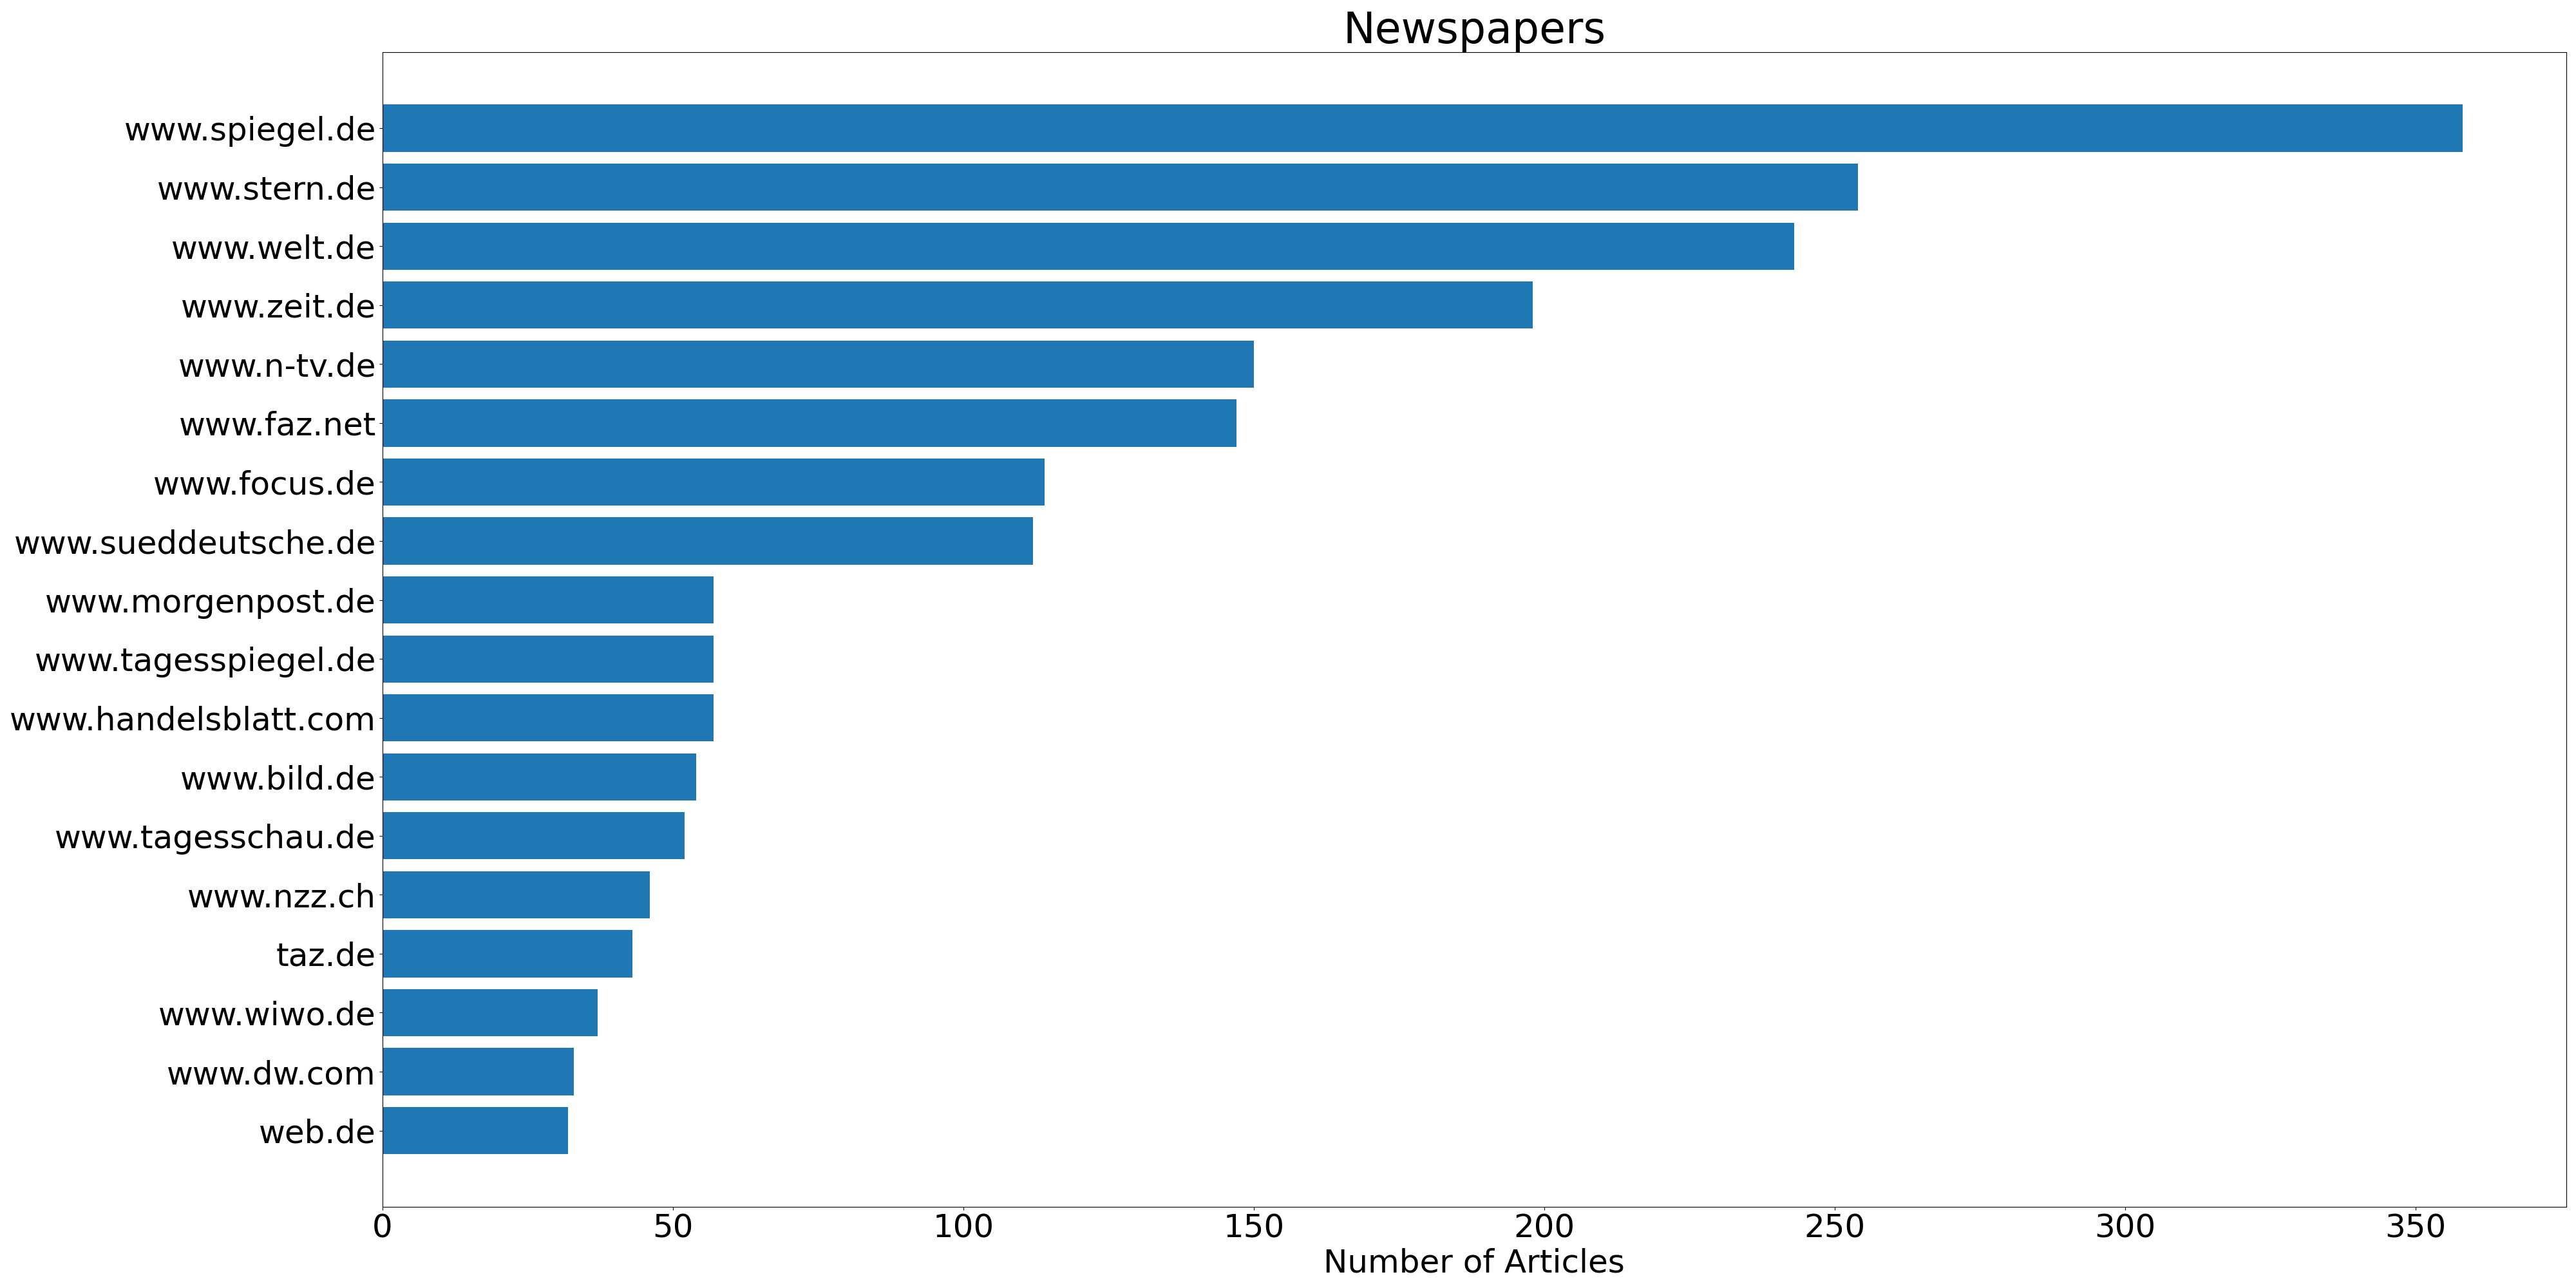 Newspapers
www.spiegel.de
www.stern.de
www.welt.de
www.zeit.de
www.n-tv.de
www.faz.net
www.focus.de
www.sueddeutsche.de
www.morgenpost.de
www.tagesspiegel.de
www.handelsblatt.com
www.bild.de
www.tagesschau.de
www.nzz.ch
taz.de
www.wiwo.de
www.dw.com
web.de
0 50 100 150 200 250 300 350
Number of Articles